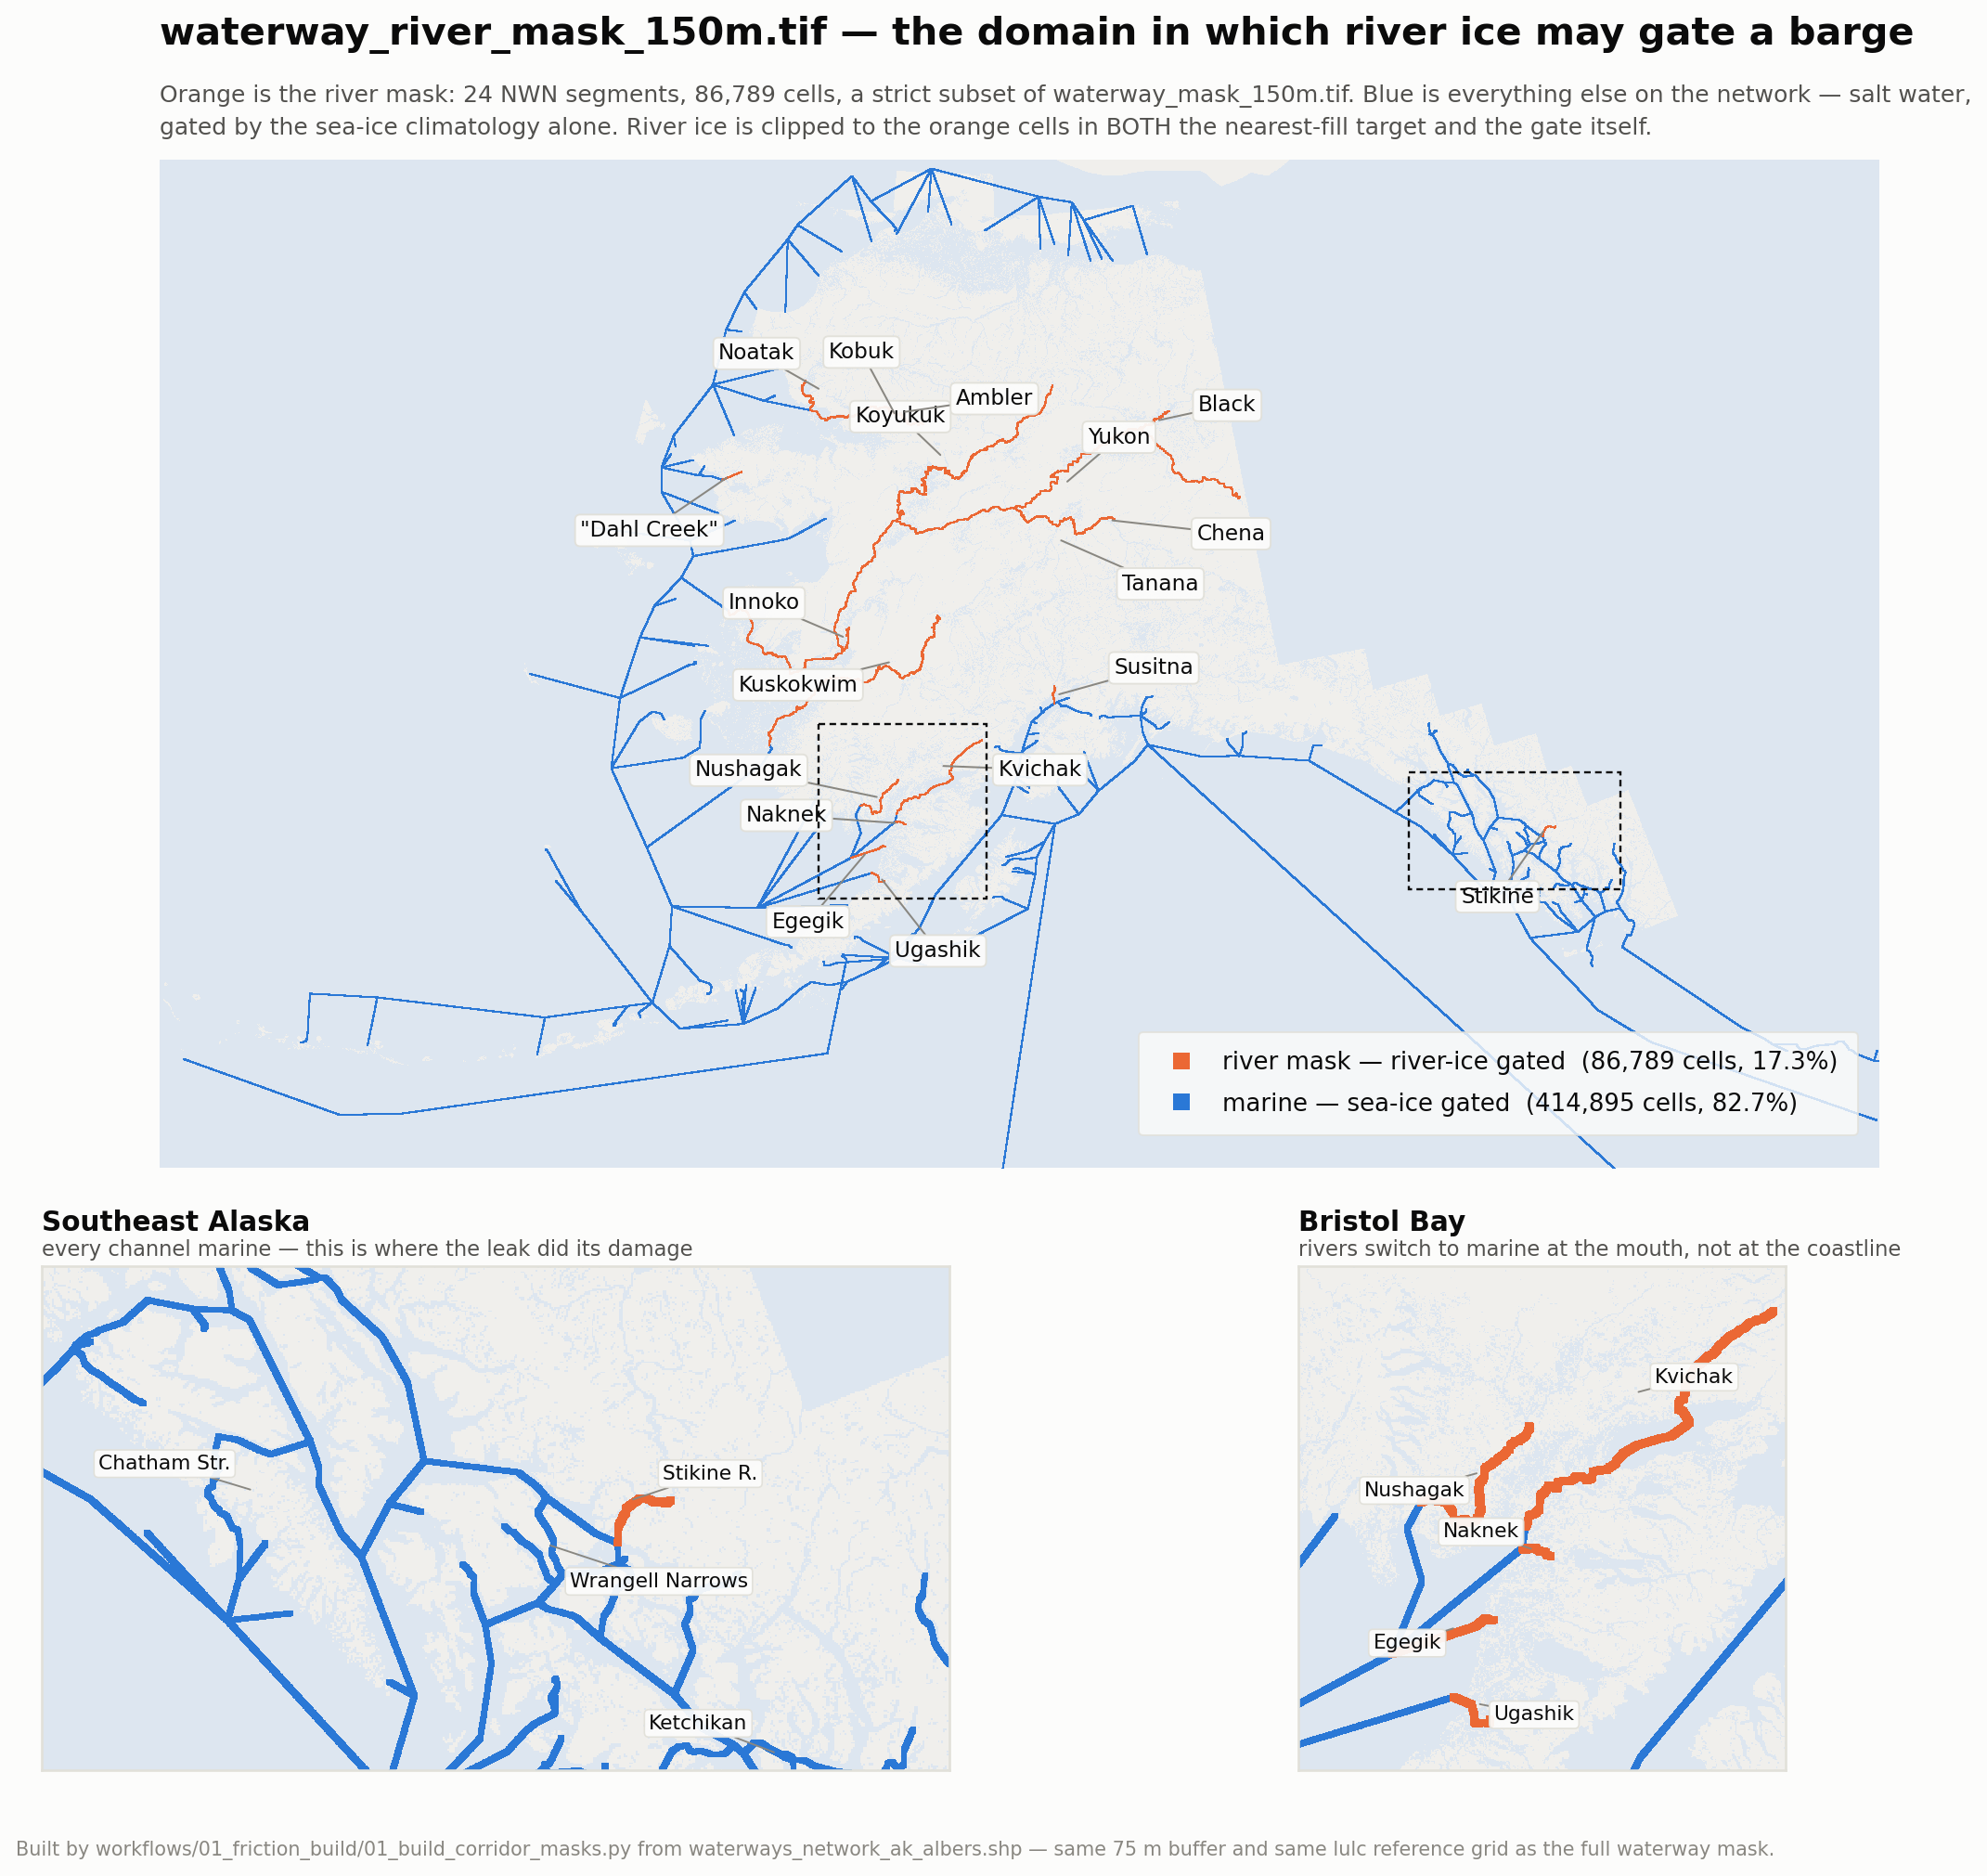 waterway_river_mask_150m.tif — the domain in which river ice may gate a barge
Orange is the river mask: 24 NWN segments, 86,789 cells, a strict subset of waterway_mask_150m.tif. Blue is everything else on the network — salt water,
gated by the sea-ice climatology alone. River ice is clipped to the orange cells in BOTH the nearest-fill target and the gate itself.
Noatak
Kobuk
Ambler
Koyukuk
Black
Yukon
"Dahl Creek"
Chena
Tanana
Innoko
Susitna
Kuskokwim
Nushagak
Kvichak
Naknek
Stikine
Egegik
Ugashik
river mask — river-ice gated (86,789 cells, 17.3%)
marine — sea-ice gated (414,895 cells, 82.7%)
Southeast Alaska
every channel marine — this is where the leak did its damage
Chatham Str.
Stikine R.
Wrangell Narrows
Ketchikan
Bristol Bay
rivers switch to marine at the mouth, not at the coastline
Kvichak
Nushagak
Naknek
Egegik
Ugashik
Built by workflows/01_friction_build/01_build_corridor_masks.py from waterways_network_ak_albers.shp — same 75 m buffer and same lulc reference grid as the full waterway mask.